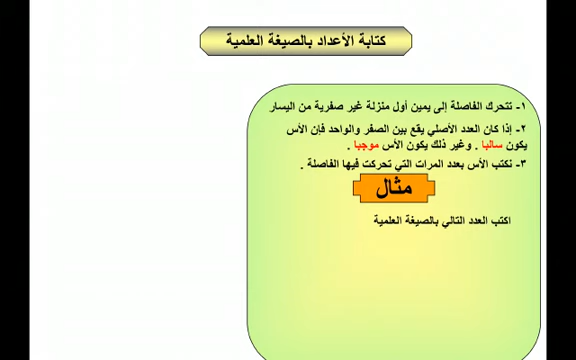 كتابة الأعداد بالصيغة العلمية
١- تتحرك الفاصلة إلى يمين أول منزلة غير صفرية من اليسار
٢- إذا كان العدد الأصلي يقع بين الصفر والواحد فإن الأس
يكون سالبا . وغير ذلك يكون الأس موجبا .
٣- نكتب الأس بعدد المرات التي تحركت فيها الفاصلة .
مثال
اكتب العدد التالي بالصيغة العلمية